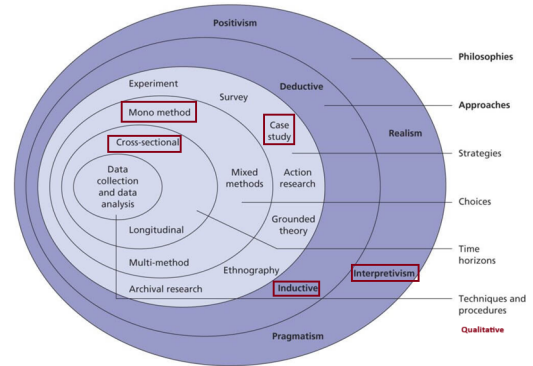 Positivism
Philosophies
Experiment
Deductive
Survey
Approaches
Mono method
Case
study
Realism
Cross-sectional
Strategies
Data
collection
and data
analysis
Mixed
methods
Action
research
Choices
Longitudinal
Grounded
theory
Time
horizons
Multi-method
Ethnography
Interpretivism
Archival research
Inductive
Techniques and
procedures
Qualitative
Pragmatism